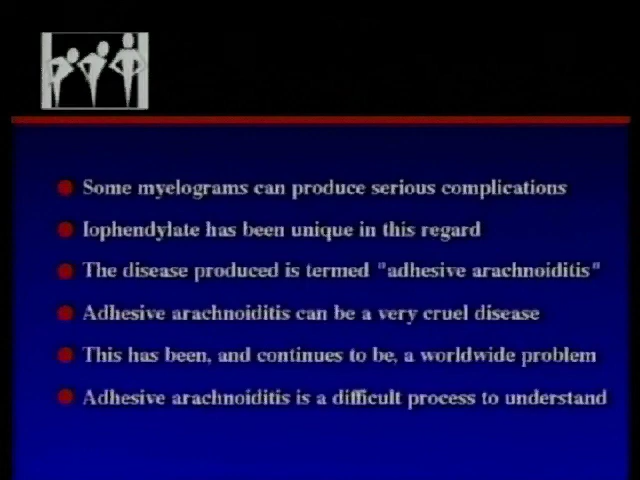 Some myelograms can produce serious complications
Iophendylate has been unique in this regard
The disease produced is termed "adhesive arachnoiditis"
Adhesive arachnoiditis can be a very cruel disease
This has been, and continues to be, a worldwide problem
Adhesive arachnoiditis is a difficult process to understand